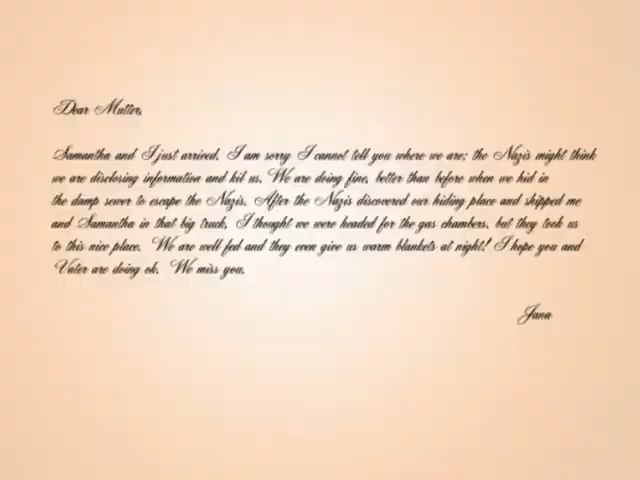 Dear Mutter,
Samantha and I just arrived. I am sorry I cannot tell you where we are; the Nazis might think
we are disclosing information and kil us. We are doing fine, better than before when we hid in
the damp sewer to escape the Nazis. After the Nazis discovered our hiding place and shipped me
and Samantha in that big truck, I thought we were headed for the gas chambers, but they took us
to this nice place. We are well fed and they even give us warm blankets at night! I hope you and
Vater are doing ok. We miss you.
Jana